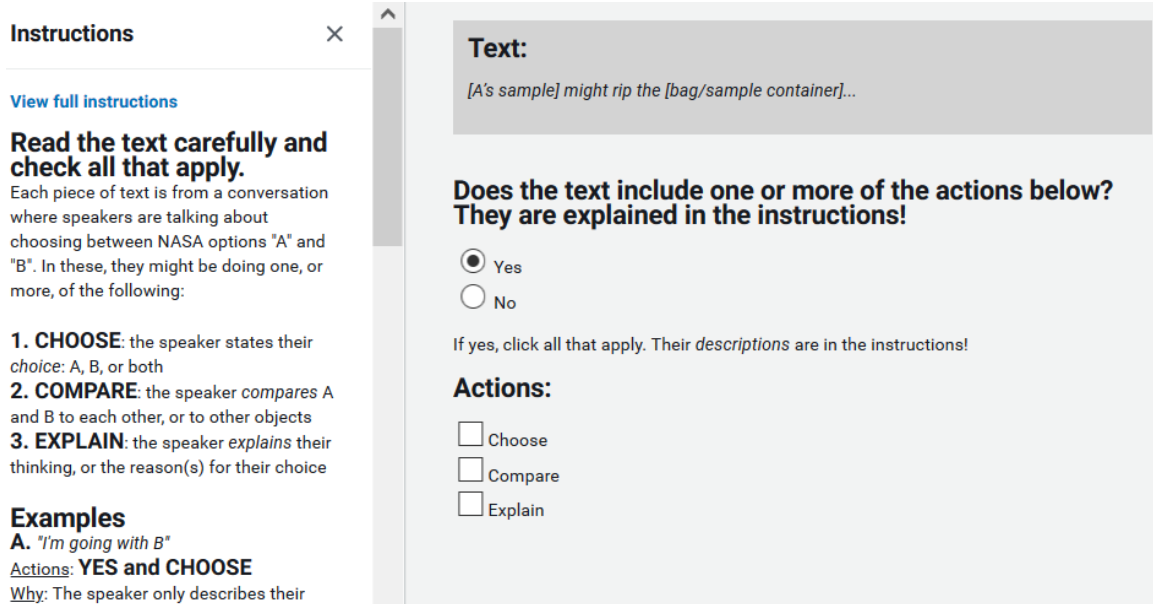 Instructions
View full instructions
Read the text carefully and
check all that apply.
Each piece of text is from a conversation
where speakers are talking about
choosing between NASA options "A" and
"B". In these, they might be doing one, or
more, of the following:
1. CHOOSE: the speaker states their
choice: A, B, or both
2. COMPARE: the speaker compares A
and B to each other, or to other objects
3. EXPLAIN: the speaker explains their
thinking, or the reason(s) for their choice
Examples
A. "I'm going with B"
Actions: YES and CHOOSE
Why: The speaker only describes their
Text:
[A's sample] might rip the [bag/sample container]...
Does the text include one or more of the actions below?
They are explained in the instructions!
Yes
No
If yes, click all that apply. Their descriptions are in the instructions!
Actions:
Choose
Compare
Explain